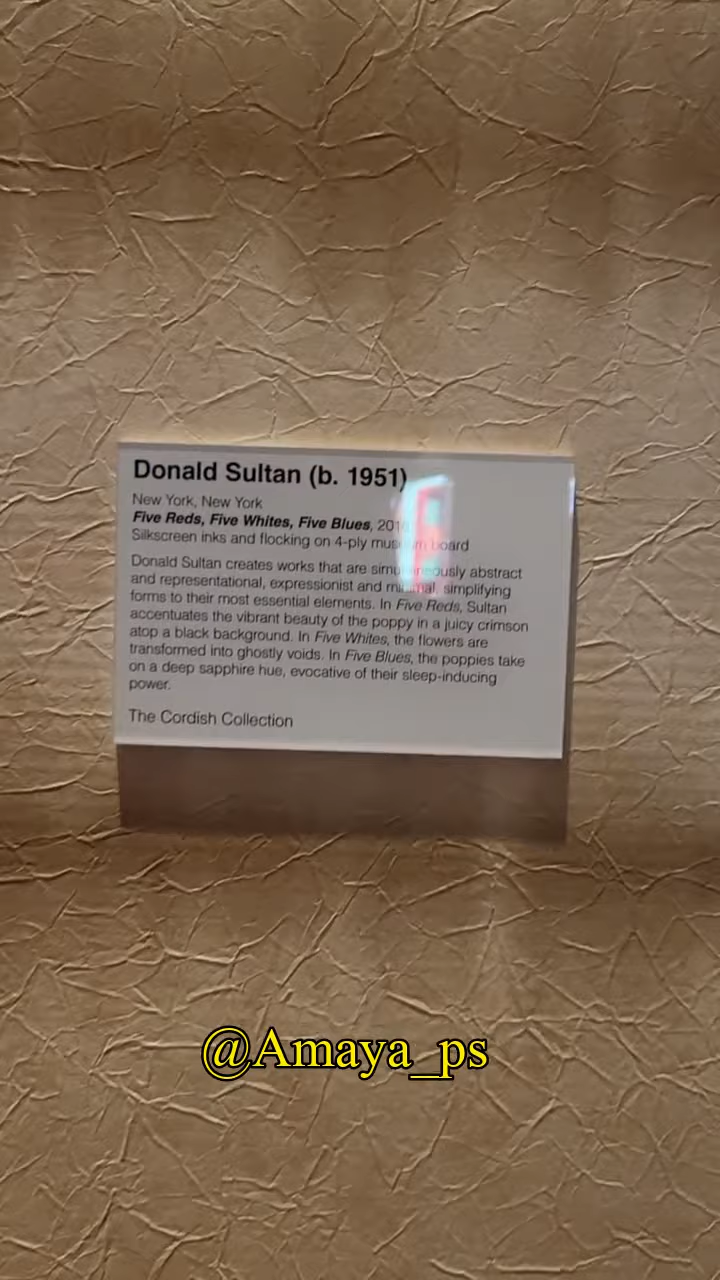 Donald Sultan (b. 1951)
New York, New York
Five Reds, Five Whites, Five Blues,
Silkscreen inks and flocking on 4-ply museum board
Donald Sultan creates works that are simultaneously abstract
and representational, expressionist and minimal, simplifying
forms to their most essential elements. In Five Reds, Sultan
accentuates the vibrant beauty of the poppy in a juicy crimson
atop a black background. In Five Whites, the flowers are
transformed into ghostly voids. In Five Blues, the poppies take
on a deep sapphire hue, evocative of their sleep-inducing
power.
The Cordish Collection
@Amaya_ps